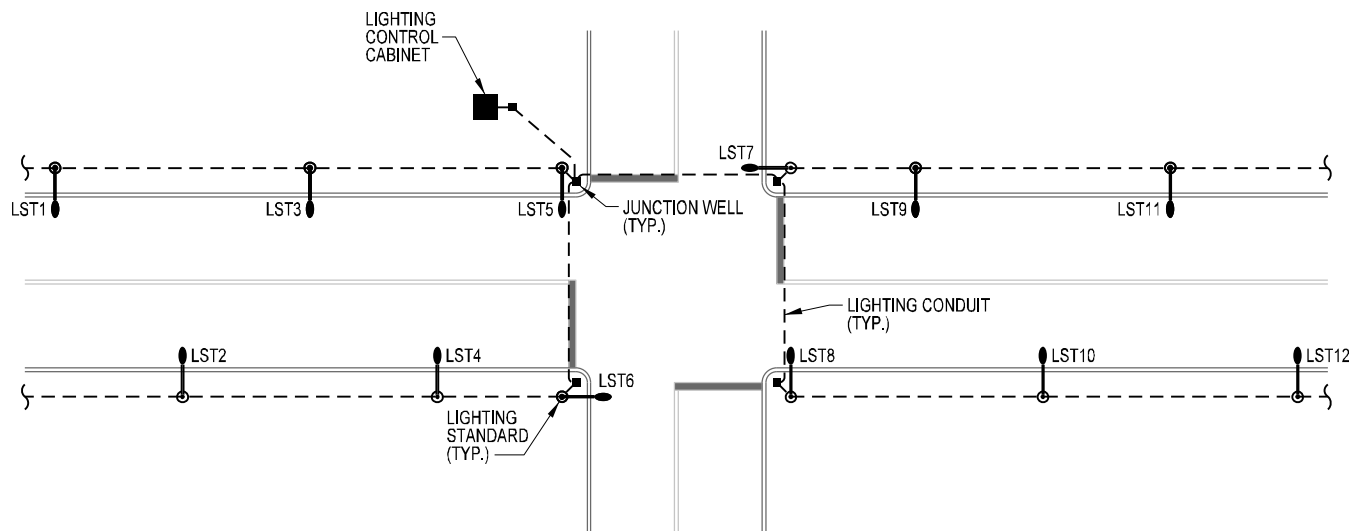 LIGHTING
CONTROL
CABINET
LST7
LST1
LST3
LST5
JUNCTION WELL
(TYP.)
LST9
LST11
LIGHTING CONDUIT
(TYP.)
LST2
LST4
LST6
LST8
LST10
LST12
LIGHTING
STANDARD
(TYP.)